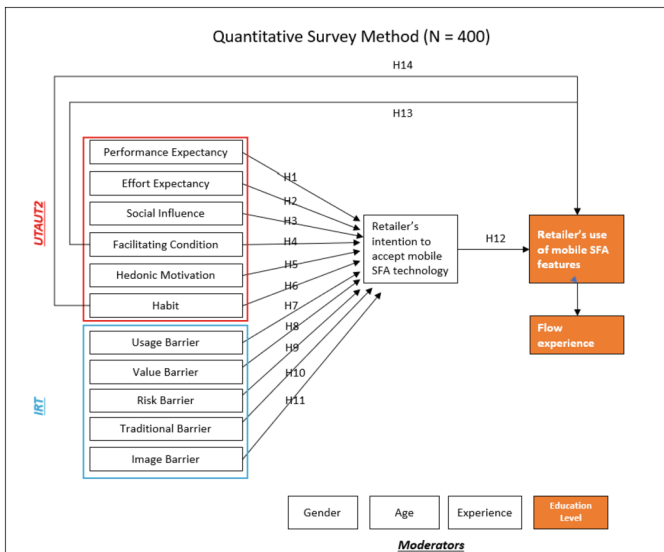 Quantitative Survey Method (N = 400)
H14
H13
UTAUT2
Performance Expectancy
Effort Expectancy
Social Influence
Facilitating Condition
Hedonic Motivation
Habit
H1
H2
H3
H4
H5
H6
H7
H8
H9
H10
H11
Retailer's
intention to
accept mobile
SFA technology
H12
Retailer's use
of mobile SFA
features
Flow
experience
IRT
Usage Barrier
Value Barrier
Risk Barrier
Traditional Barrier
Image Barrier
Gender
Age
Experience
Education
Level
Moderators